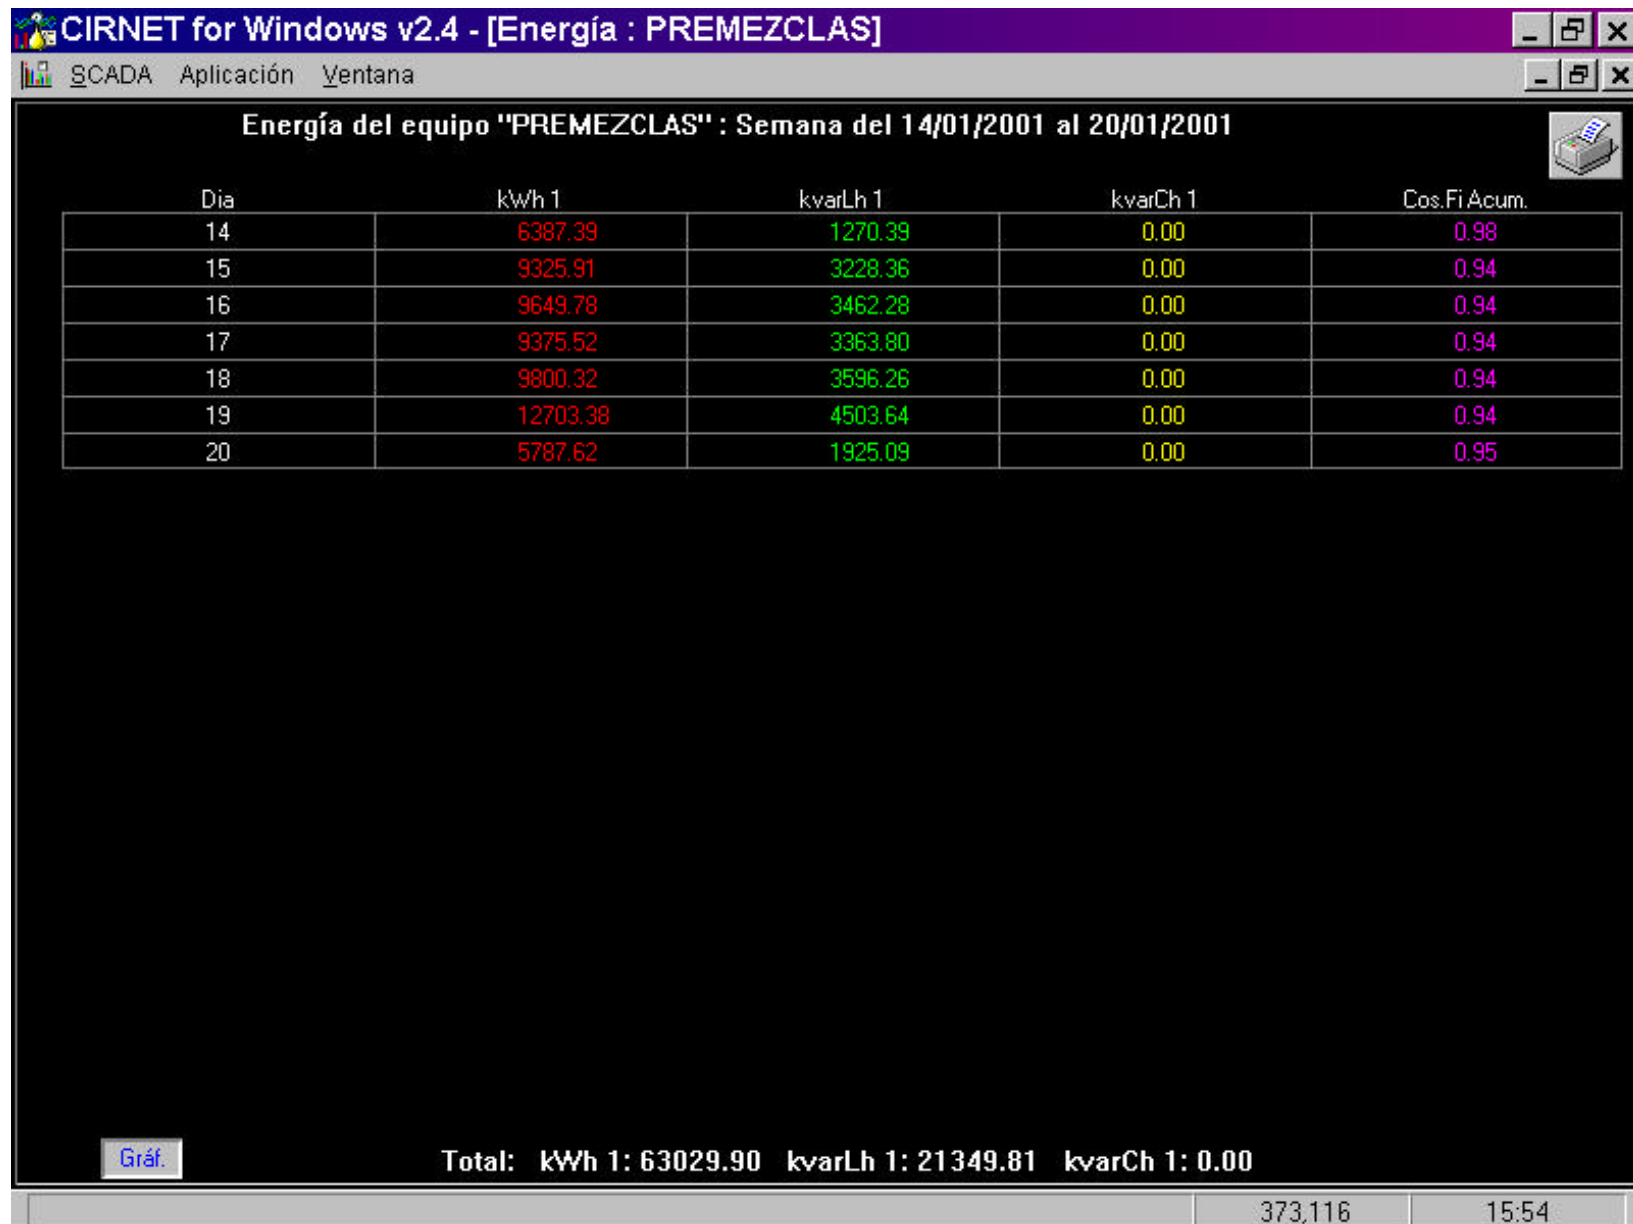 CIRNET for Windows v2.4 - [Energía : PREMEZCLAS]
SCADA Aplicación Ventana
Energía del equipo "PREMEZCLAS" : Semana del 14/01/2001 al 20/01/2001
Dia kWh 1 kvarLh 1 kvarCh 1 Cos.Fi Acum.
14 6387.39 1270.39 0.00 0.98
15 9325.91 3228.36 0.00 0.94
16 9649.78 3462.28 0.00 0.94
17 9375.52 3363.80 0.00 0.94
18 9800.32 3596.26 0.00 0.94
19 12703.38 4503.64 0.00 0.94
20 5787.62 1925.09 0.00 0.95
Gráf. Total: kWh 1: 63029.90 kvarLh 1: 21349.81 kvarCh 1: 0.00
373,116 15:54